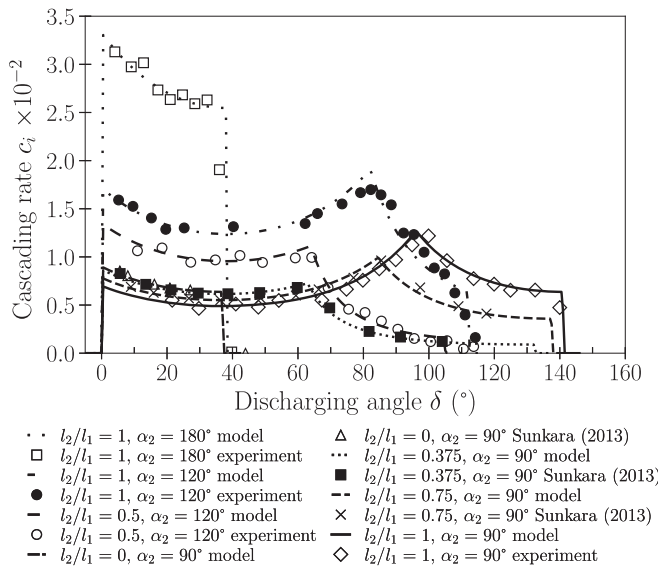 3.5
3.0
2.5
2.0
1.5
1.0
0.5
0.0
Cascading rate c_i ×10⁻²
0 20 40 60 80 100 120 140 160
Discharging angle δ (°)
l₂/l₁ = 1, α₂ = 180° model
l₂/l₁ = 1, α₂ = 180° experiment
l₂/l₁ = 1, α₂ = 120° model
l₂/l₁ = 1, α₂ = 120° experiment
l₂/l₁ = 0.5, α₂ = 120° model
l₂/l₁ = 0.5, α₂ = 120° experiment
l₂/l₁ = 0, α₂ = 90° model
l₂/l₁ = 0, α₂ = 90° Sunkara (2013)
l₂/l₁ = 0.375, α₂ = 90° model
l₂/l₁ = 0.375, α₂ = 90° Sunkara (2013)
l₂/l₁ = 0.75, α₂ = 90° model
l₂/l₁ = 0.75, α₂ = 90° Sunkara (2013)
l₂/l₁ = 1, α₂ = 90° model
l₂/l₁ = 1, α₂ = 90° experiment